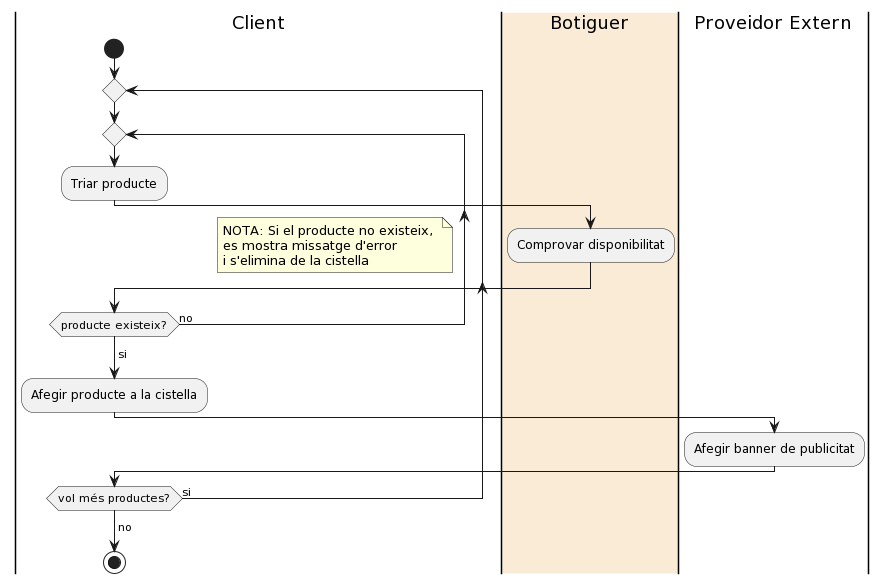 Client
Botiguer
Proveidor Extern
Triar producte
NOTA: Si el producte no existeix,
es mostra missatge d'error
i s'elimina de la cistella
Comprovar disponibilitat
producte existeix?
no
si
Afegir producte a la cistella
Afegir banner de publicitat
vol més productes?
si
no